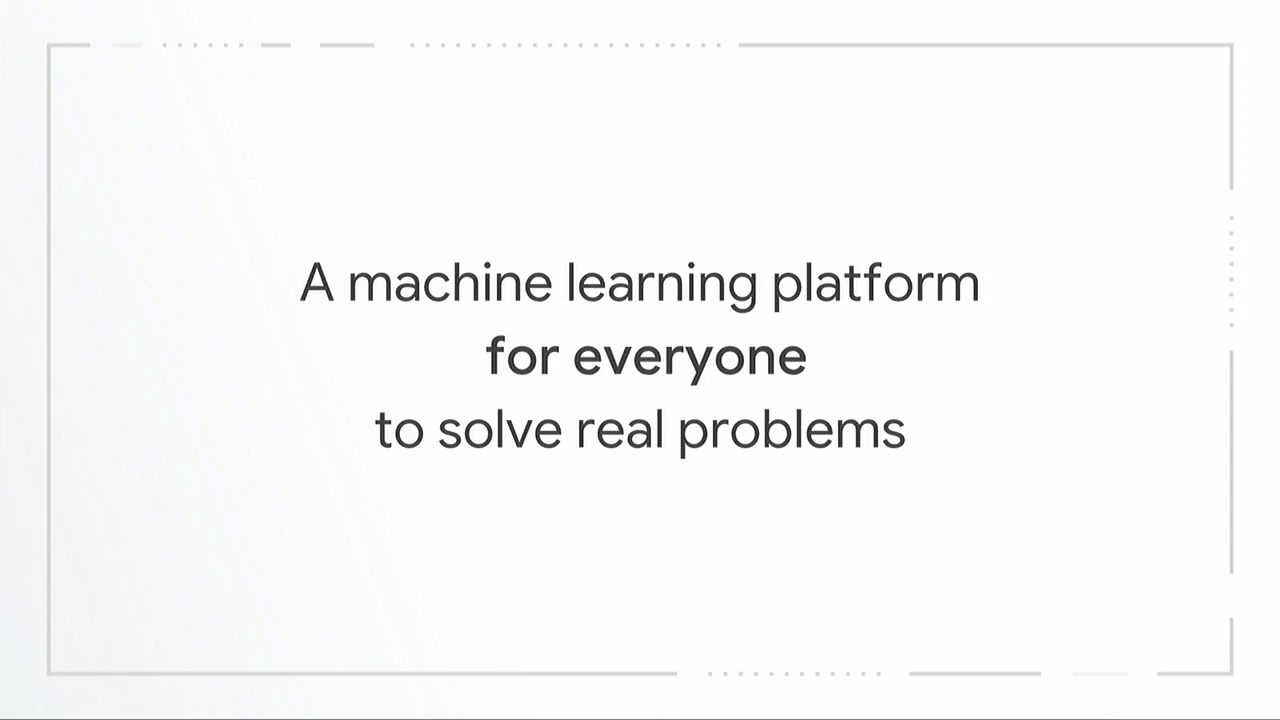 A machine learning platform
for everyone
to solve real problems